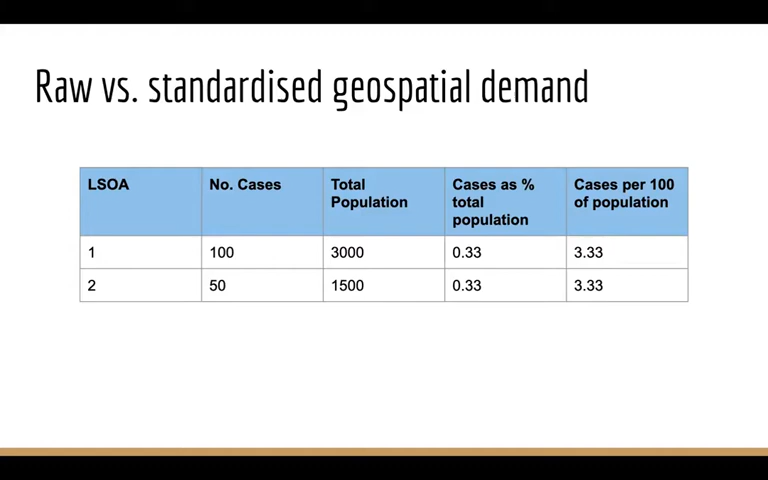 Raw vs. standardised geospatial demand
LSOA No. Cases Total Population Cases as % total population Cases per 100 of population
1 100 3000 0.33 3.33
2 50 1500 0.33 3.33